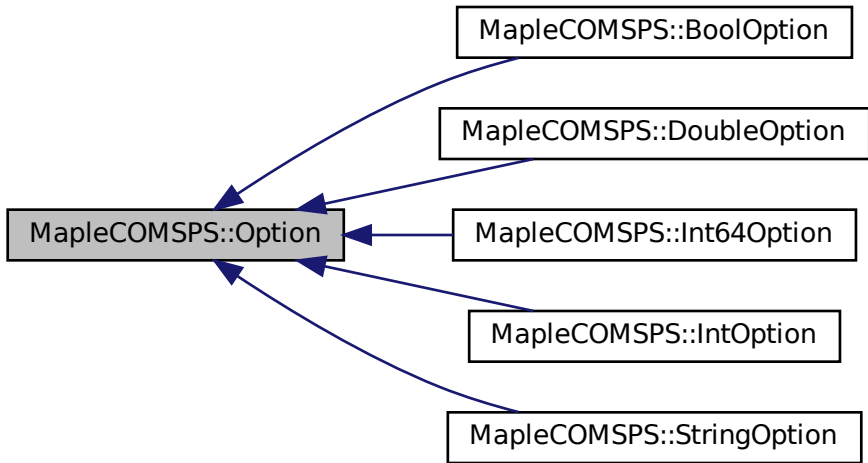 MapleCOMSPS::BoolOption
MapleCOMSPS::DoubleOption
MapleCOMSPS::Option
MapleCOMSPS::Int64Option
MapleCOMSPS::IntOption
MapleCOMSPS::StringOption